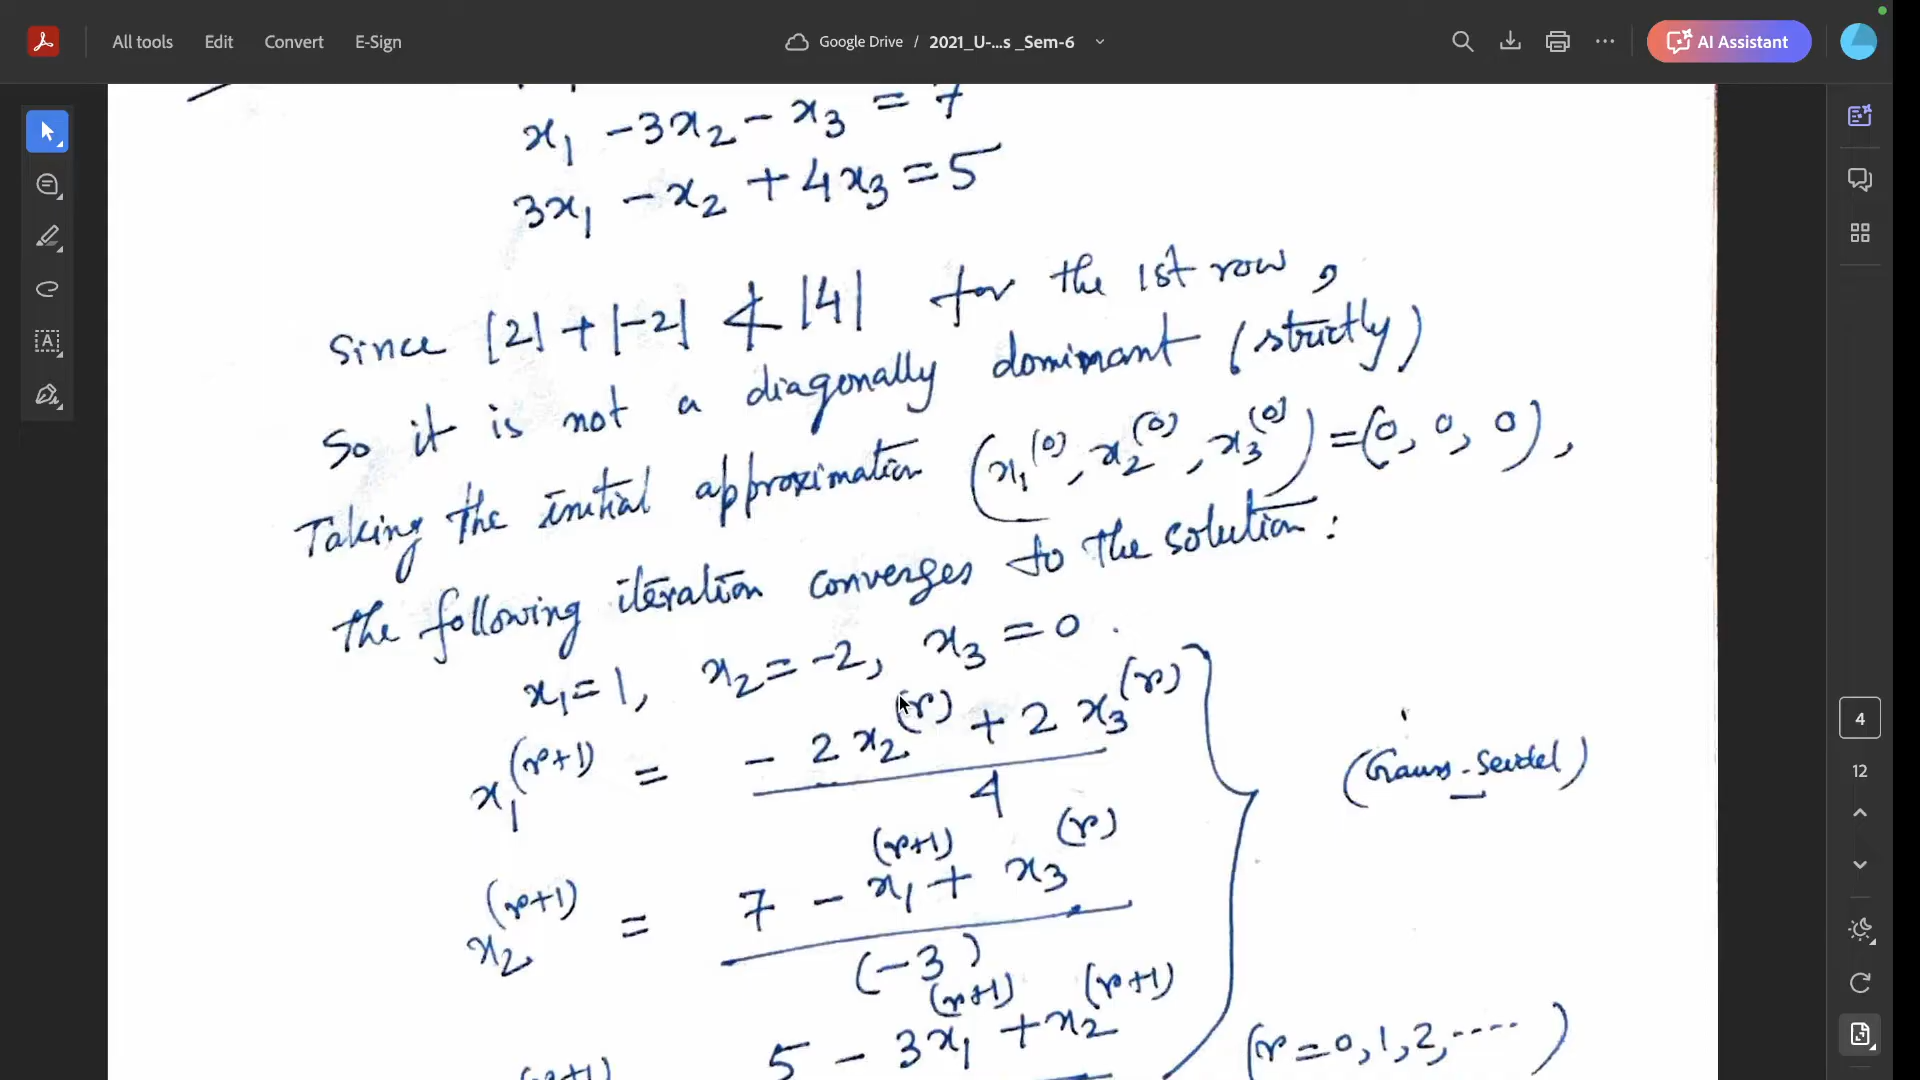 All tools Edit Convert E-Sign Google Drive / 2021_U-...s _Sem-6 AI Assistant
x₁ -3x₂ - x₃ = 7
3x₁ - x₂ + 4x₃ = 5
Since |2| + |-2| ≮ |4| for the 1st row,
So it is not a diagonally dominant (strictly)
Taking the initial approximation (x₁^(0), x₂^(0), x₃^(0)) = (0, 0, 0),
the following iteration converges to the solution:
x₁ = 1, x₂ = -2, x₃ = 0.
x₁^(r+1) = (- 2x₂^(r) + 2x₃^(r)) / 4
(Gauss-Seidel)
x₂^(r+1) = (7 - x₁^(r+1) + x₃^(r)) / (-3)
5 - 3x₁^(r+1) + x₂^(r+1)
(r = 0, 1, 2, ....)
4
12